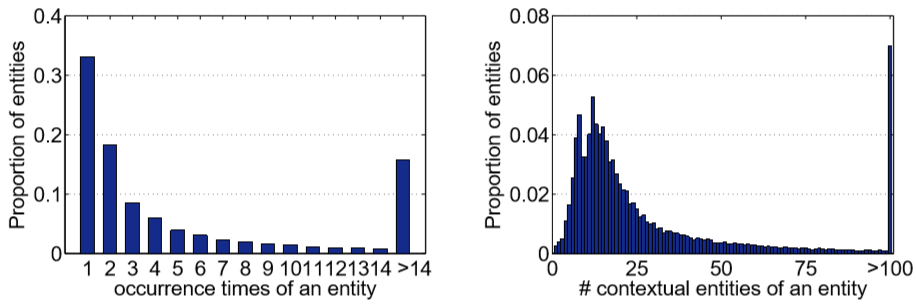 0.4
0.3
0.2
0.1
0
Proportion of entities
1 2 3 4 5 6 7 8 9 10 11 12 13 14 >14
occurrence times of an entity
0.08
0.06
0.04
0.02
0
Proportion of entities
0 25 50 75 >100
# contextual entities of an entity